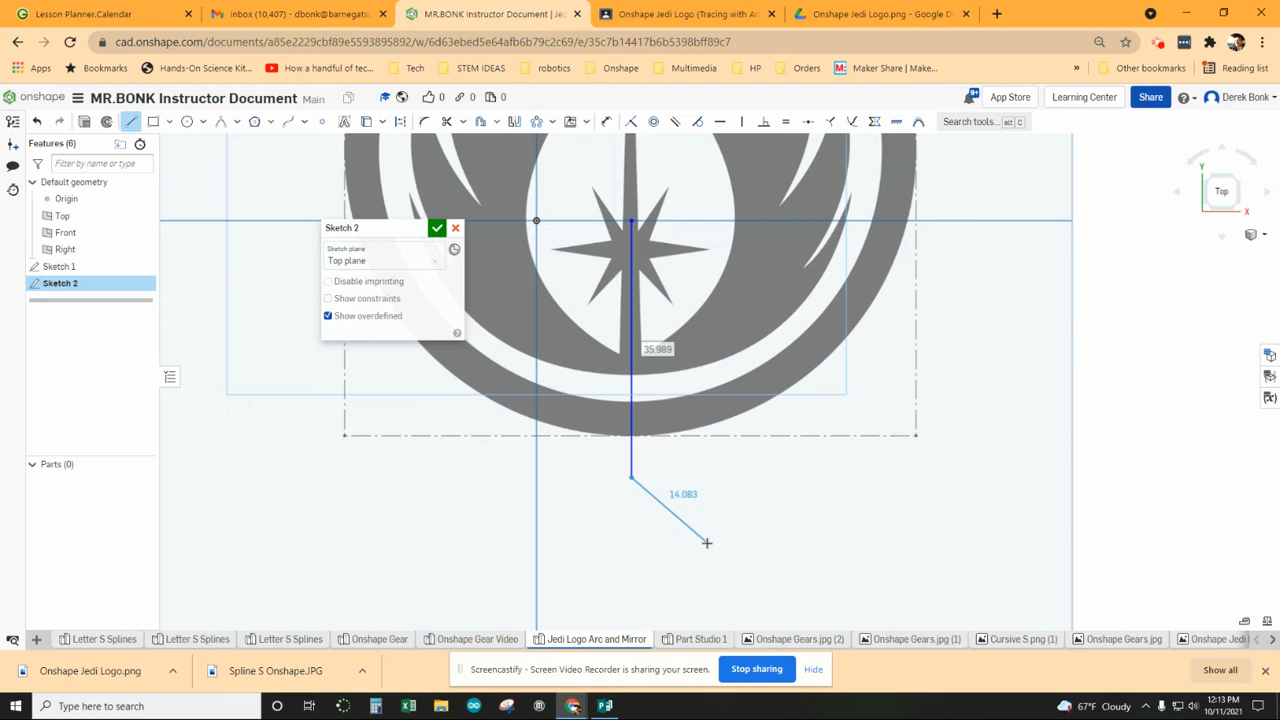 Lesson Planner.Calendar
Inbox (10,407) - dbonk@barnegatsc
MR.BONK Instructor Document | Jed
Onshape Jedi Logo (Tracing with Ar
Onshape Jedi Logo.png - Google D
cad.onshape.com/documents/a85e2229cbf89e5593895892/w/6d63ebed5e64afb6b79c2c69/e/35c7b14417b6b5398bff89c7
Apps
Bookmarks
Hands-On Science Kit...
How a handful of tec...
Tech
STEM IDEAS
robotics
Onshape
Multimedia
HP
Orders
Maker Share | Make...
»
Other bookmarks
Reading list
onshape
MR.BONK Instructor Document
Main
0
0
0
App Store
Learning Center
Share
Derek Bonk
Search tools...
alt C
Features (6)
Filter by name or type
Default geometry
Origin
Top
Front
Right
Sketch 1
Sketch 2
Parts (0)
Sketch 2
Sketch plane
Top plane
Disable imprinting
Show constraints
Show overdefined
35.989
14.083
Y
Top
X
Letter S Splines
Letter S Splines
Letter S Splines
Onshape Gear
Onshape Gear Video
Jedi Logo Arc and Mirror
Part Studio 1
Onshape Gears.jpg (2)
Onshape Gears.jpg (1)
Cursive S.png (1)
Onshape Gears.jpg
Onshape Jedi
Onshape Jedi Logo.png
Spline S Onshape.JPG
Screencastify - Screen Video Recorder is sharing your screen.
Stop sharing
Hide
Show all
Type here to search
67°F Cloudy
12:13 PM
10/11/2021